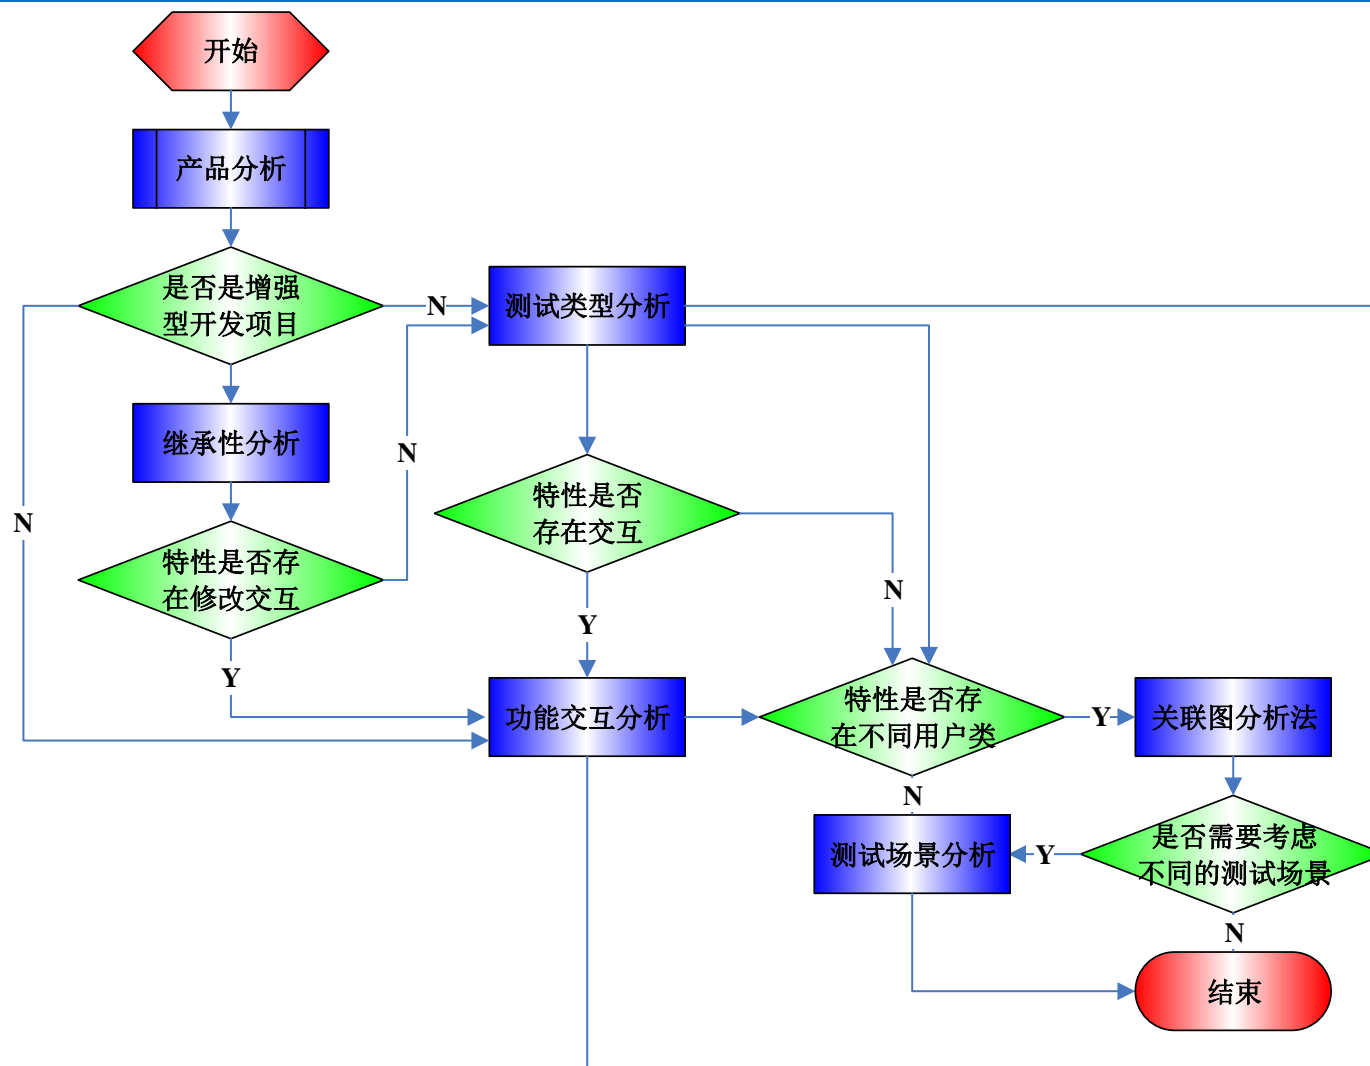 开始
产品分析
是否是增强
型开发项目
N
测试类型分析
继承性分析
N
N
特性是否
存在交互
特性是否存
在修改交互
N
Y
Y
功能交互分析
特性是否存
在不同用户类
Y
关联图分析法
N
测试场景分析
Y
是否需要考虑
不同的测试场景
N
结束